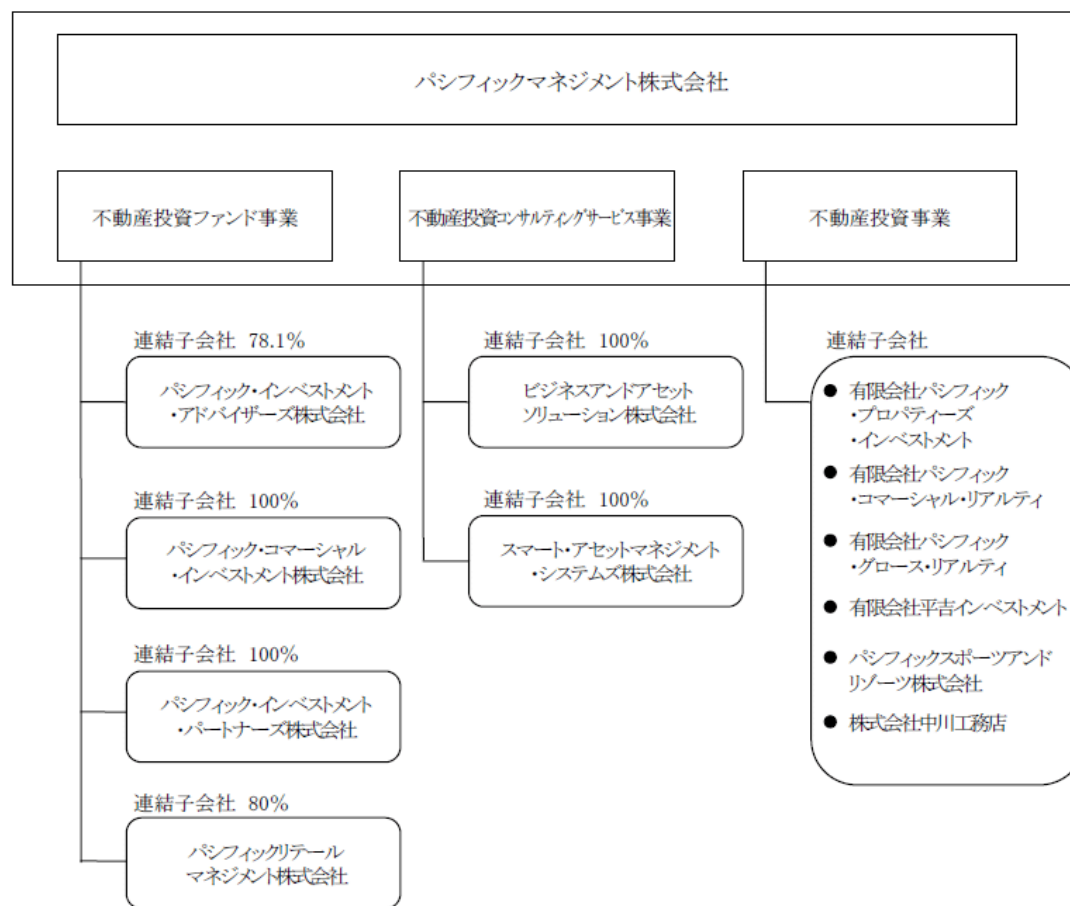 パシフィックマネジメント株式会社
不動産投資ファンド事業
不動産投資コンサルティングサービス事業
不動産投資事業
連結子会社 78.1%
パシフィック・インベストメント
・アドバイザーズ株式会社
連結子会社 100%
パシフィック・コマーシャル
・インベストメント株式会社
連結子会社 100%
パシフィック・インベストメント
・パートナーズ株式会社
連結子会社 80%
パシフィックリテール
マネジメント株式会社
連結子会社 100%
ビジネスアンドアセット
ソリューション株式会社
連結子会社 100%
スマート・アセットマネジメント
・システムズ株式会社
連結子会社
● 有限会社パシフィック
・プロパティーズ
・インベストメント
● 有限会社パシフィック
・コマーシャル・リアルティ
● 有限会社パシフィック
・グロース・リアルティ
● 有限会社平吉インベストメント
● パシフィックスポーツアンド
リゾーツ株式会社
● 株式会社中川工務店